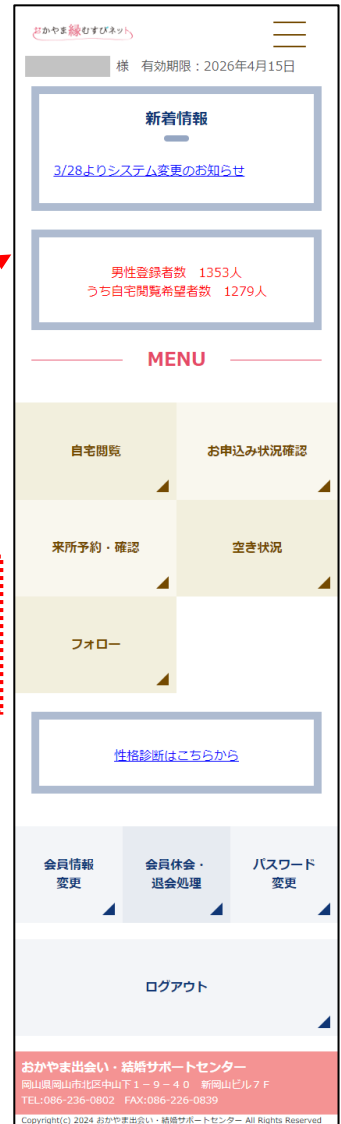 おかやま縁むすびネット
様 有効期限：2026年4月15日
新着情報
3/28よりシステム変更のお知らせ
男性登録者数 1353人
うち自宅閲覧希望者数 1279人
MENU
自宅閲覧 お申込み状況確認
来所予約・確認 空き状況
フォロー
性格診断はこちらから
会員情報 会員休会・ パスワード
変更 退会処理 変更
ログアウト
おかやま出会い・結婚サポートセンター
岡山県岡山市北区中山下１－９－４０ 新岡山ビル７Ｆ
TEL:086-236-0802 FAX:086-226-0839
Copyright(c) 2024 おかやま出会い・結婚サポートセンター All Rights Reserved